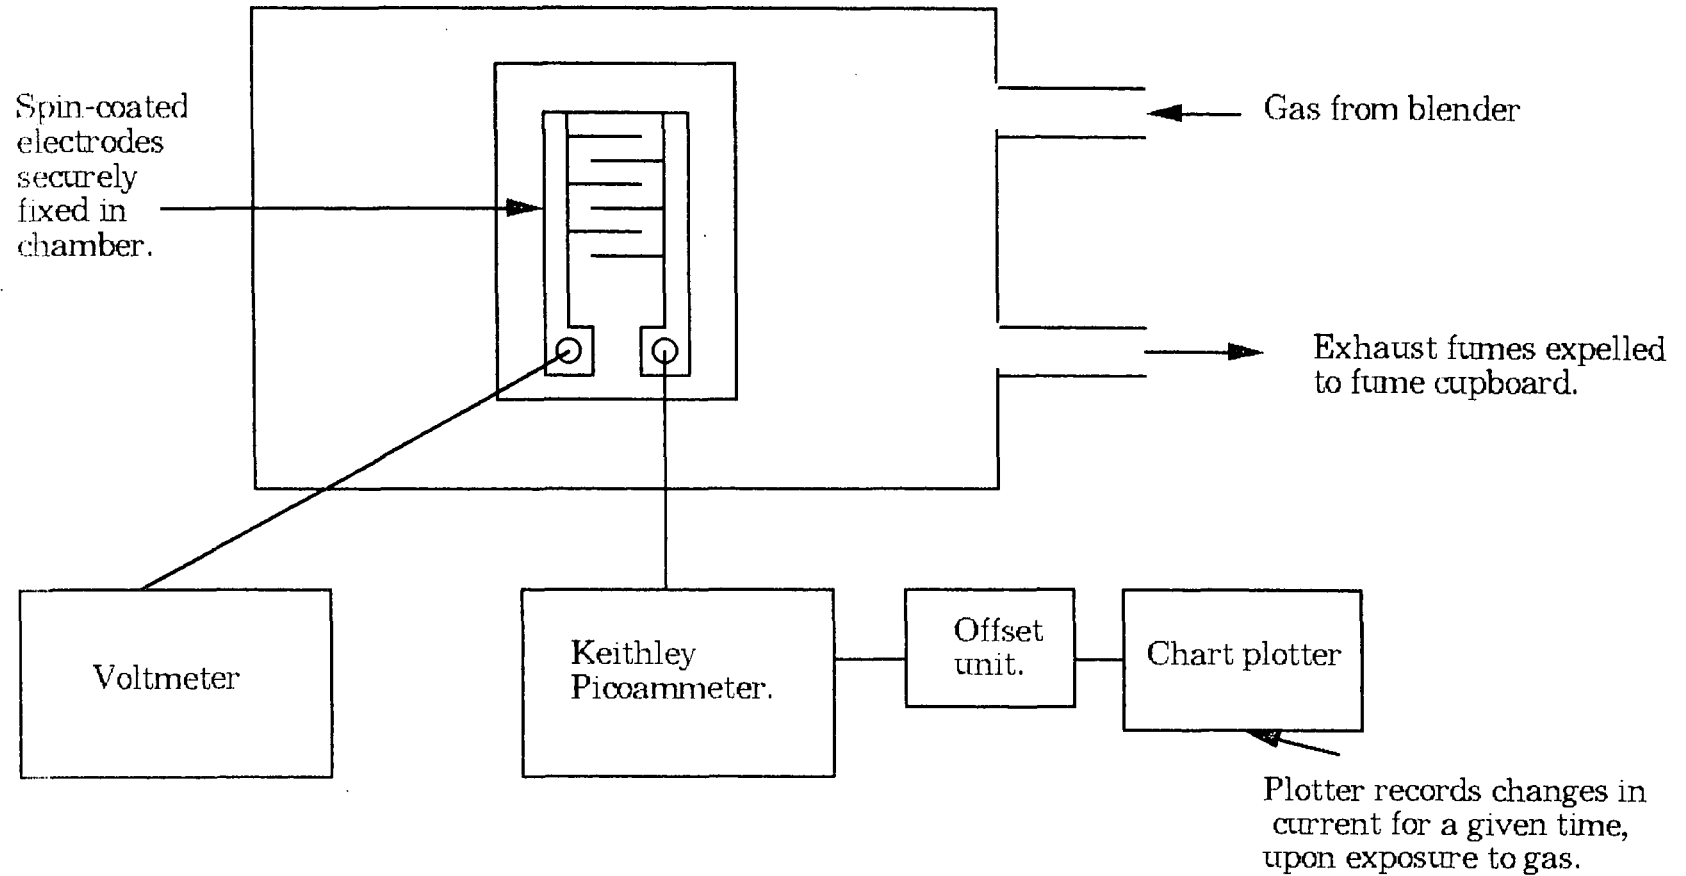 Spin-coated
electrodes
securely
fixed in
chamber.
Gas from blender
Exhaust fumes expelled
to fume cupboard.
Voltmeter
Keithley
Picoammeter.
Offset
unit.
Chart plotter
Plotter records changes in
current for a given time,
upon exposure to gas.